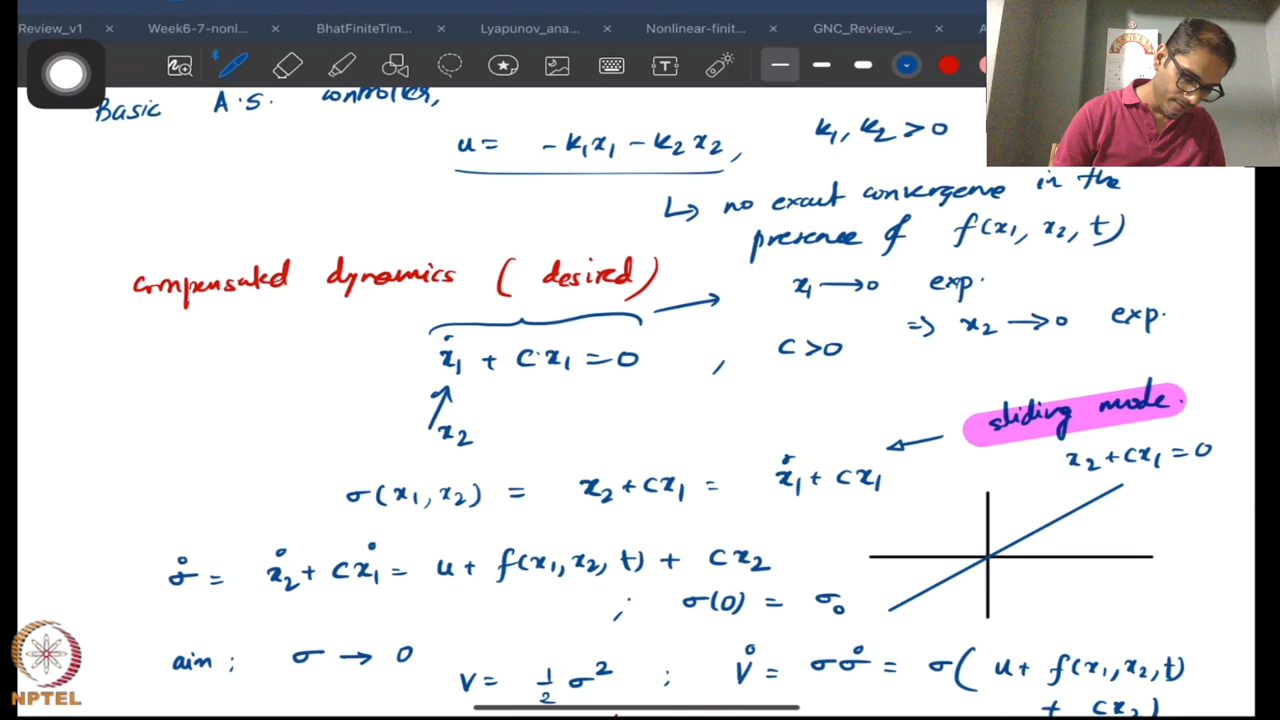 Review_v1 Week6-7-nonl... BhatFiniteTim... Lyapunov_ana... Nonlinear-finit... GNC_Review_...
Basic A.S. controller,
u = -k₁x₁ - k₂x₂, k₁, k₂ > 0
↳ no exact convergence in the
presence of f(x₁, x₂, t)
compensated dynamics (desired)
x₁ → 0 exp.
⇒ x₂ → 0 exp.
ẋ₁ + c·x₁ = 0 , c > 0
x₂
sliding mode.
x₂ + cx₁ = 0
σ(x₁, x₂) = x₂ + cx₁ = ẋ₁ + cx₁
σ̇ = ẋ₂ + cẋ₁ = u + f(x₁, x₂, t) + cx₂
; σ(0) = σ₀
aim ; σ → 0
V = ½ σ² ; V̇ = σσ̇ = σ( u + f(x₁, x₂, t)
+ cx₂)
NPTEL